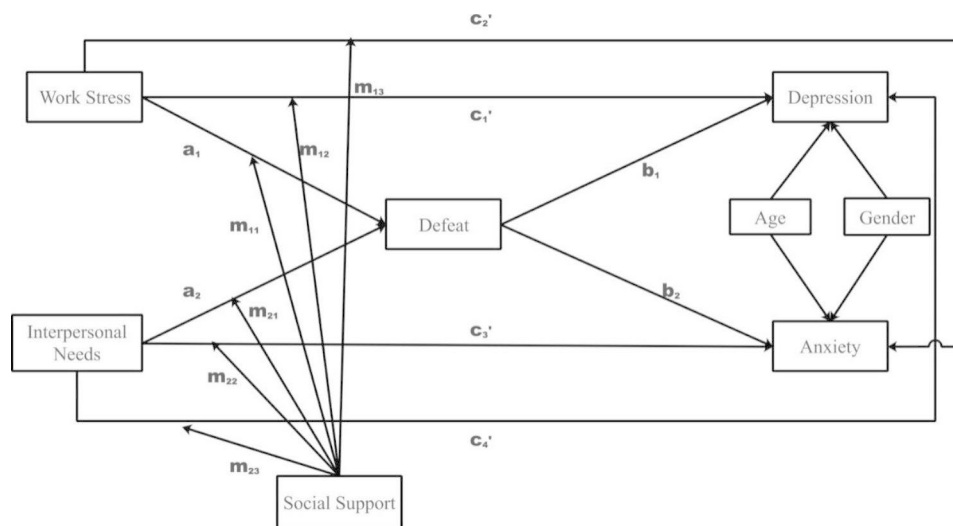 c₂'
Work Stress
m₁₃
Depression
c₁'
a₁
m₁₂
b₁
m₁₁
Defeat
Age
Gender
a₂
b₂
m₂₁
Interpersonal
Needs
c₃'
Anxiety
m₂₂
c₄'
m₂₃
Social Support